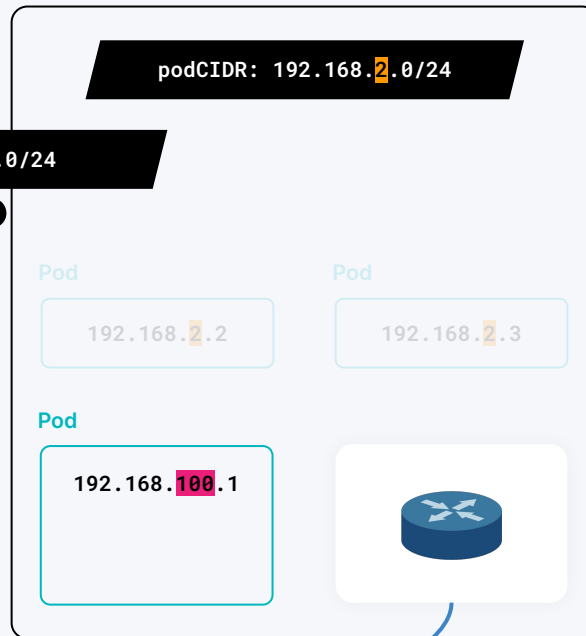 podCIDR: 192.168.2.0/24
.0/24
Pod
Pod
192.168.2.2
192.168.2.3
Pod
192.168.100.1